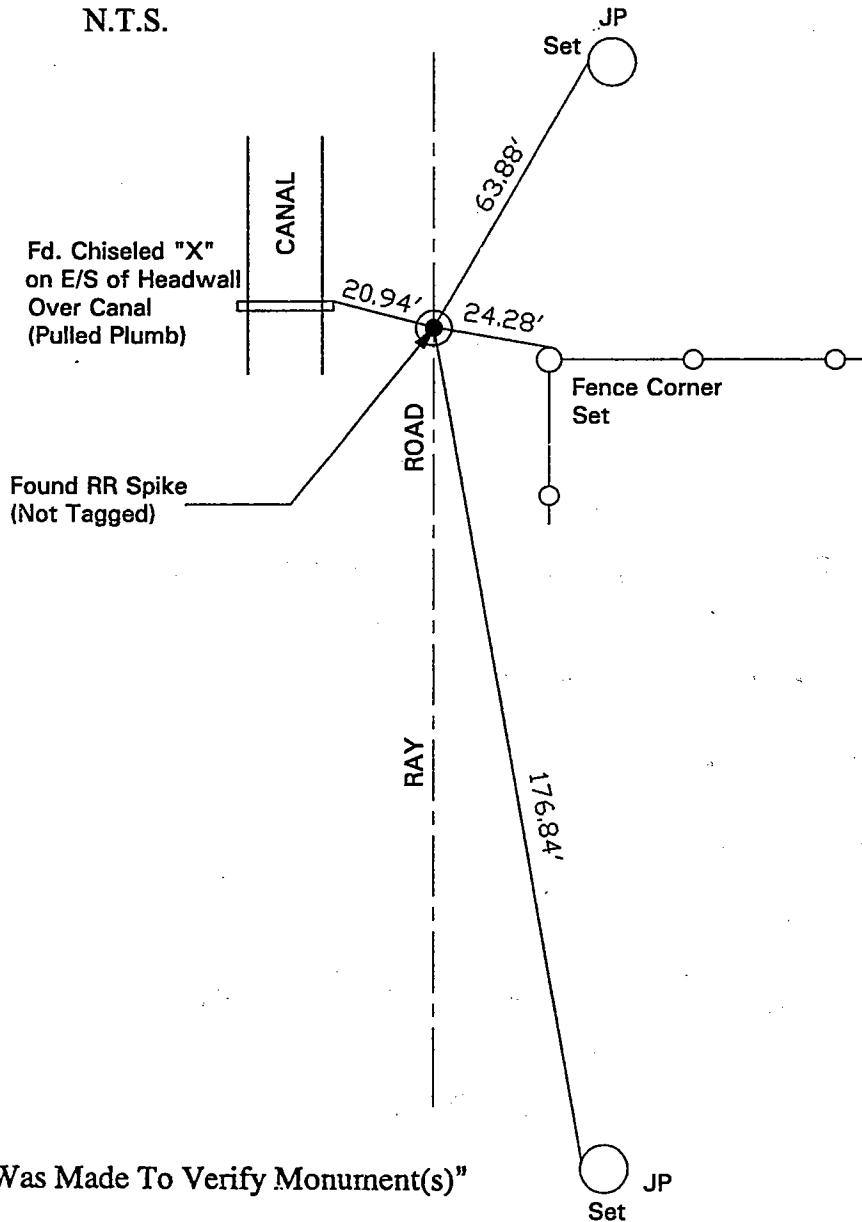 N.T.S.
JP
Set
63.88'
CANAL
Fd. Chiseled "X"
on E/S of Headwall
Over Canal
(Pulled Plumb)
20.94'
24.28'
Fence Corner
Set
ROAD
Found RR Spike
(Not Tagged)
RAY
176.84'
Was Made To Verify Monument(s)"
JP
Set